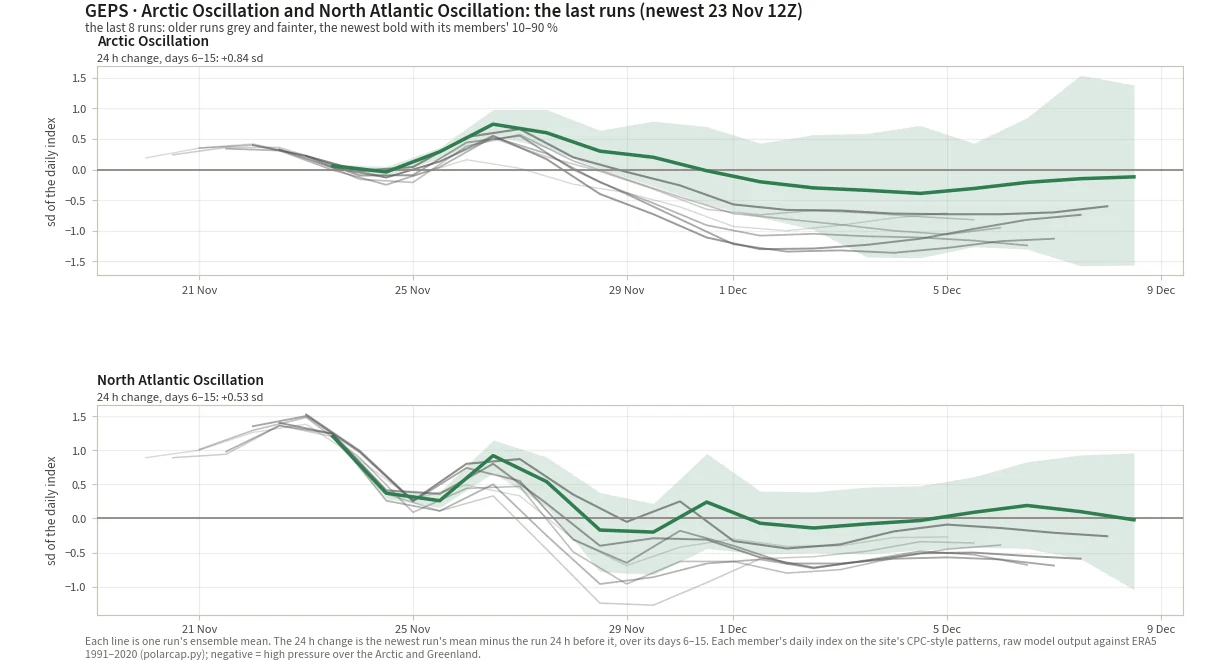 GEPS · Arctic Oscillation and North Atlantic Oscillation: the last runs (newest 23 Nov 12Z)
the last 8 runs: older runs grey and fainter, the newest bold with its members' 10–90 %
Arctic Oscillation
24 h change, days 6–15: +0.84 sd
sd of the daily index
1.5
1.0
0.5
0.0
−0.5
−1.0
−1.5
21 Nov
25 Nov
29 Nov
1 Dec
5 Dec
9 Dec
North Atlantic Oscillation
24 h change, days 6–15: +0.53 sd
sd of the daily index
1.5
1.0
0.5
0.0
−0.5
−1.0
21 Nov
25 Nov
29 Nov
1 Dec
5 Dec
9 Dec
Each line is one run's ensemble mean. The 24 h change is the newest run's mean minus the run 24 h before it, over its days 6–15. Each member's daily index on the site's CPC-style patterns, raw model output against ERA5
1991–2020 (polarcap.py); negative = high pressure over the Arctic and Greenland.